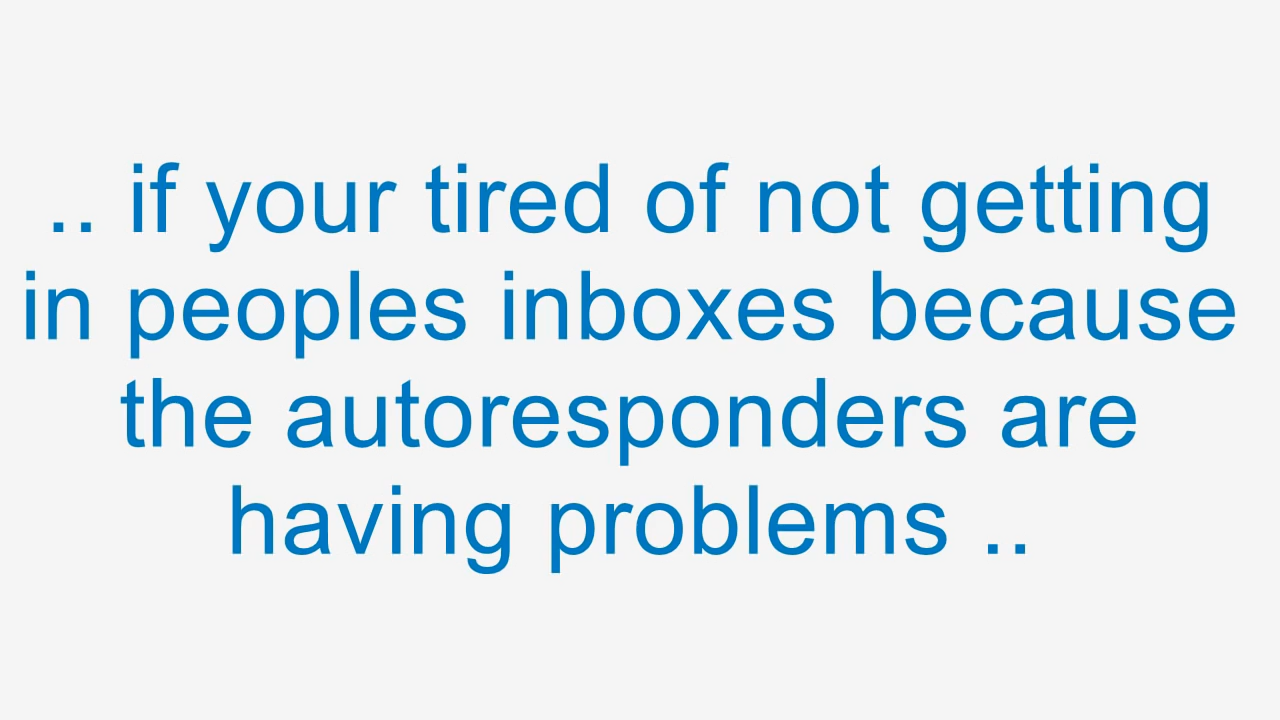 .. if your tired of not getting
in peoples inboxes because
the autoresponders are
having problems ..